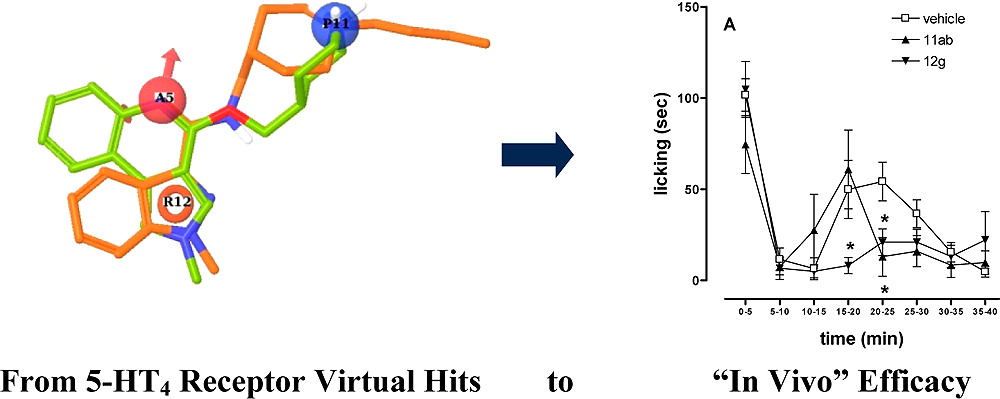 P11
A5
R12
A
vehicle
11ab
12g
licking (sec)
150
100
50
0
*
*
*
0-5 5-10 10-15 15-20 20-25 25-30 30-35 35-40
time (min)
From 5-HT₄ Receptor Virtual Hits to “In Vivo” Efficacy